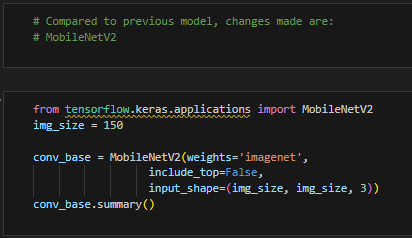 # Compared to previous model, changes made are:
# MobileNetV2
from tensorflow.keras.applications import MobileNetV2
img_size = 150
conv_base = MobileNetV2(weights='imagenet',
include_top=False,
input_shape=(img_size, img_size, 3))
conv_base.summary()